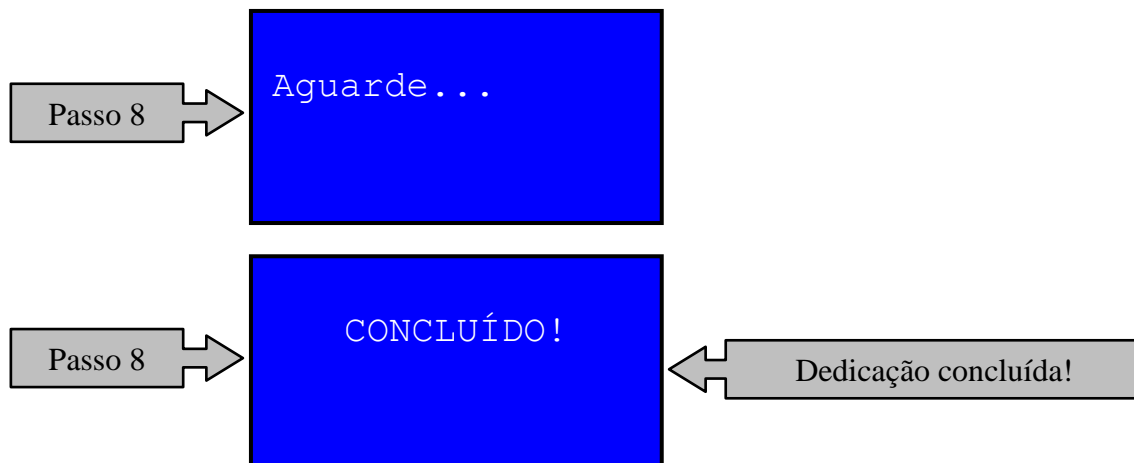 Passo 8
Aguarde...
Passo 8
CONCLUÍDO!
Dedicação concluída!